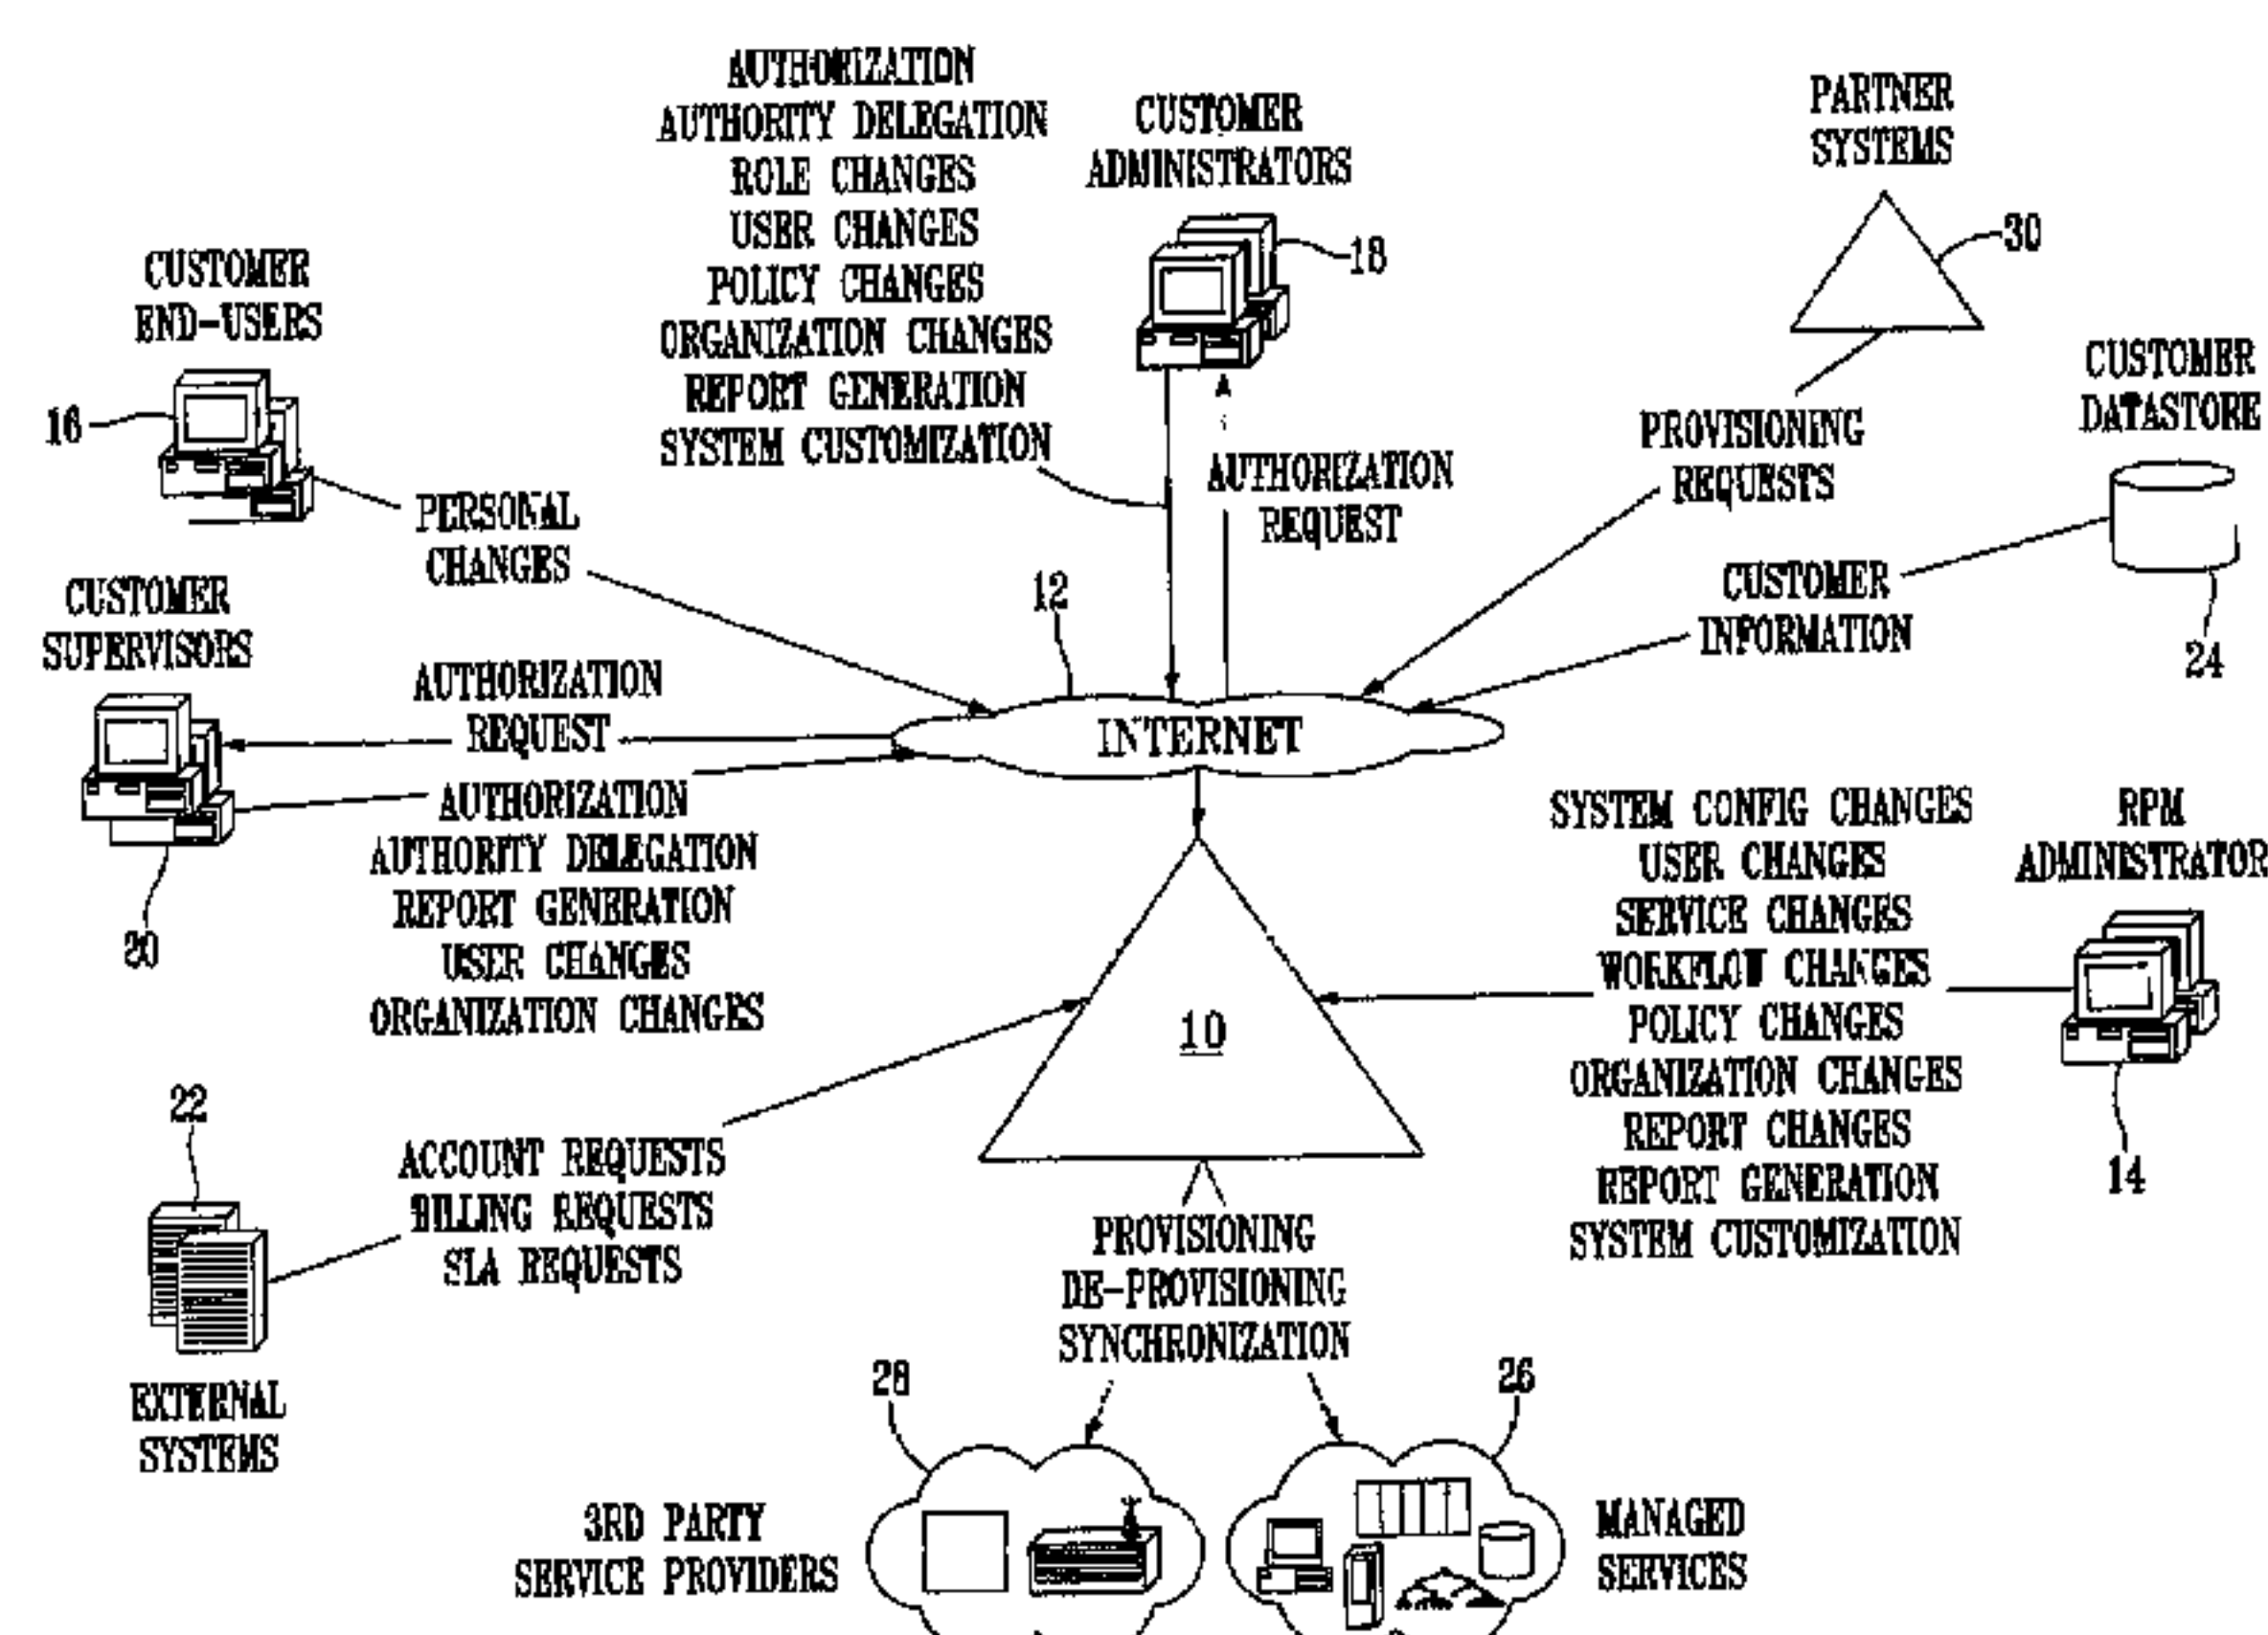 AUTHORIZATION
AUTHORITY DELEGATION
ROLE CHANGES
USER CHANGES
POLICY CHANGES
ORGANIZATION CHANGES
REPORT GENERATION
SYSTEM CUSTOMIZATION
CUSTOMER
ADMINISTRATORS
18
AUTHORIZATION
REQUEST
PARTNER
SYSTEMS
30
PROVISIONING
REQUESTS
CUSTOMER
DATASTORE
24
CUSTOMER
INFORMATION
CUSTOMER
END-USERS
16
PERSONAL
CHANGES
CUSTOMER
SUPERVISORS
20
AUTHORIZATION
REQUEST
AUTHORIZATION
AUTHORITY DELEGATION
REPORT GENERATION
USER CHANGES
ORGANIZATION CHANGES
12
INTERNET
10
SYSTEM CONFIG CHANGES
USER CHANGES
SERVICE CHANGES
WORKFLOW CHANGES
POLICY CHANGES
ORGANIZATION CHANGES
REPORT CHANGES
REPORT GENERATION
SYSTEM CUSTOMIZATION
RPM
ADMINISTRATOR
14
22
EXTERNAL
SYSTEMS
ACCOUNT REQUESTS
BILLING REQUESTS
SLA REQUESTS
PROVISIONING
DE-PROVISIONING
SYNCHRONIZATION
28
3RD PARTY
SERVICE PROVIDERS
26
MANAGED
SERVICES